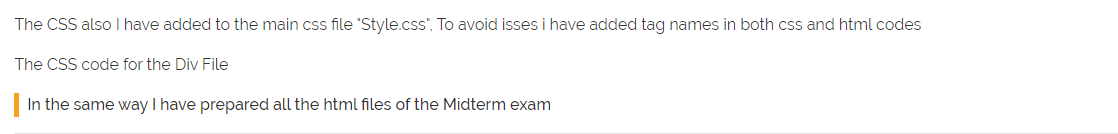 The CSS also I have added to the main css file "Style.css", To avoid isses i have added tag names in both css and html codes
The CSS code for the Div File
In the same way I have prepared all the html files of the Midterm exam